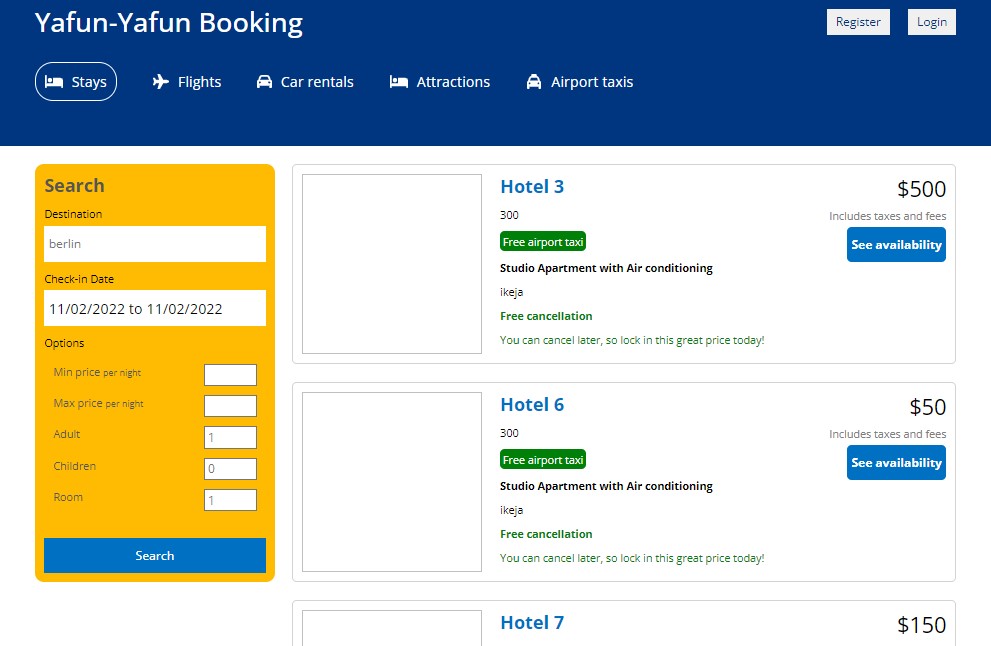 Yafun-Yafun Booking
Register
Login
Stays
Flights
Car rentals
Attractions
Airport taxis
Search
Destination
berlin
Check-in Date
11/02/2022 to 11/02/2022
Options
Min price per night
Max price per night
Adult 1
Children 0
Room 1
Search
Hotel 3
$500
300
Includes taxes and fees
Free airport taxi
See availability
Studio Apartment with Air conditioning
ikeja
Free cancellation
You can cancel later, so lock in this great price today!
Hotel 6
$50
300
Includes taxes and fees
Free airport taxi
See availability
Studio Apartment with Air conditioning
ikeja
Free cancellation
You can cancel later, so lock in this great price today!
Hotel 7
$150